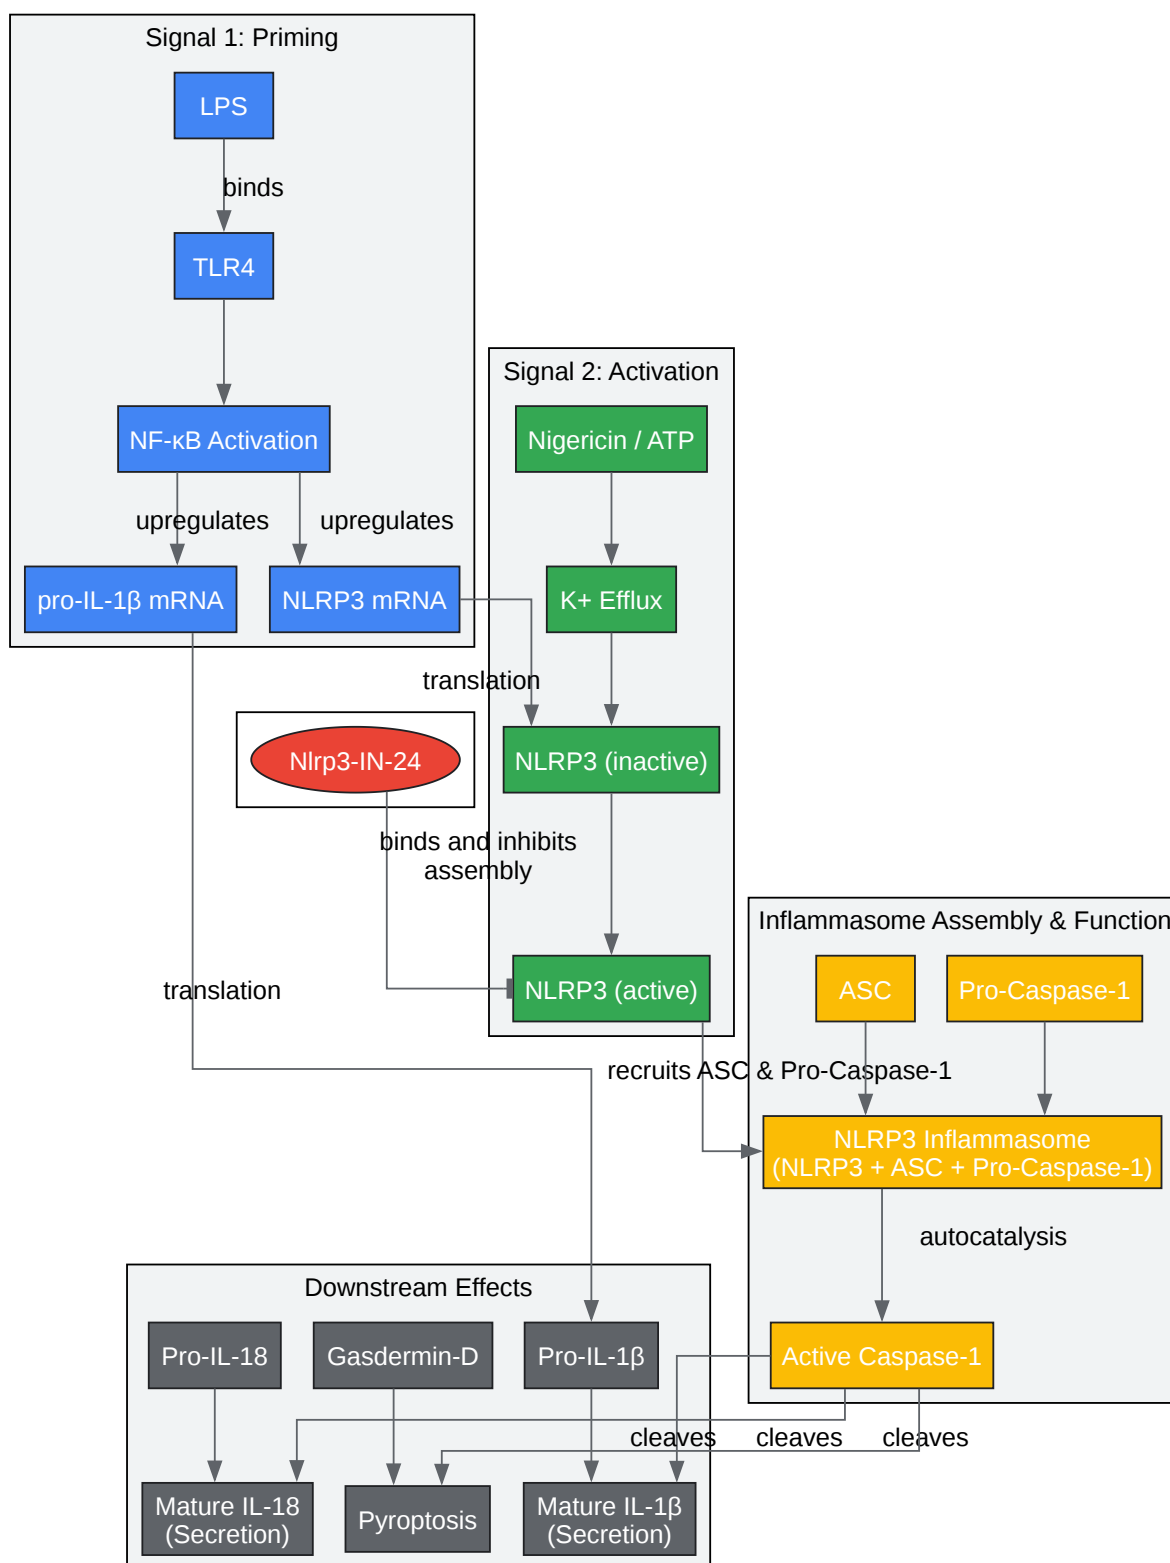 Signal 1: Priming
LPS
binds
TLR4
NF-κB Activation
upregulates
upregulates
pro-IL-1β mRNA
NLRP3 mRNA
Signal 2: Activation
Nigericin / ATP
K+ Efflux
translation
NLRP3 (inactive)
Nlrp3-IN-24
binds and inhibits
assembly
NLRP3 (active)
translation
Inflammasome Assembly & Function
ASC
Pro-Caspase-1
recruits ASC & Pro-Caspase-1
NLRP3 Inflammasome
(NLRP3 + ASC + Pro-Caspase-1)
autocatalysis
Active Caspase-1
Downstream Effects
Pro-IL-18
Gasdermin-D
Pro-IL-1β
cleaves
cleaves
cleaves
Mature IL-18
(Secretion)
Pyroptosis
Mature IL-1β
(Secretion)